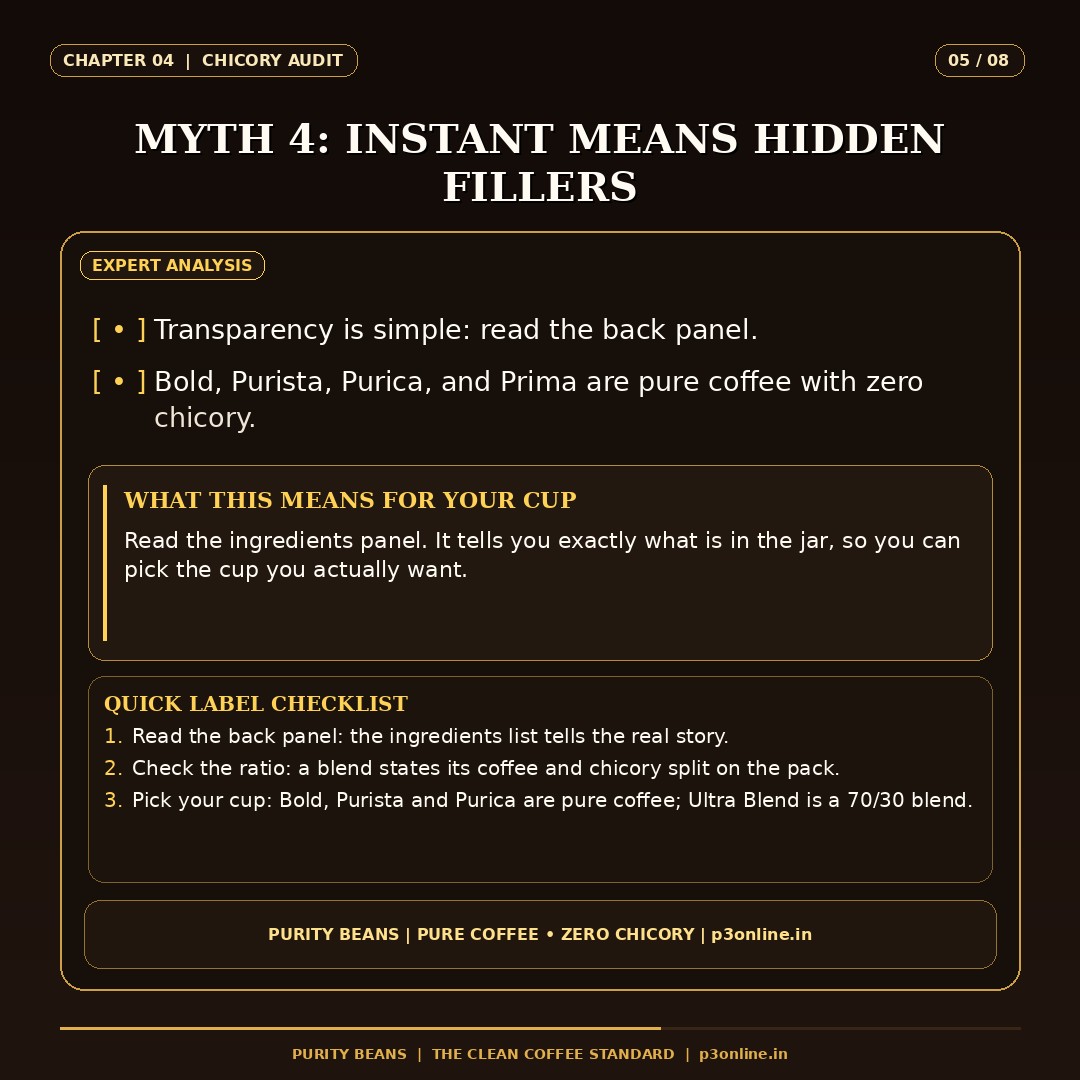 CHAPTER 04 | CHICORY AUDIT
05 / 08
MYTH 4: INSTANT MEANS HIDDEN
FILLERS
EXPERT ANALYSIS
[ • ] Transparency is simple: read the back panel.
[ • ] Bold, Purista, Purica, and Prima are pure coffee with zero
chicory.
WHAT THIS MEANS FOR YOUR CUP
Read the ingredients panel. It tells you exactly what is in the jar, so you can
pick the cup you actually want.
QUICK LABEL CHECKLIST
1. Read the back panel: the ingredients list tells the real story.
2. Check the ratio: a blend states its coffee and chicory split on the pack.
3. Pick your cup: Bold, Purista and Purica are pure coffee; Ultra Blend is a 70/30 blend.
PURITY BEANS | PURE COFFEE • ZERO CHICORY | p3online.in
PURITY BEANS | THE CLEAN COFFEE STANDARD | p3online.in